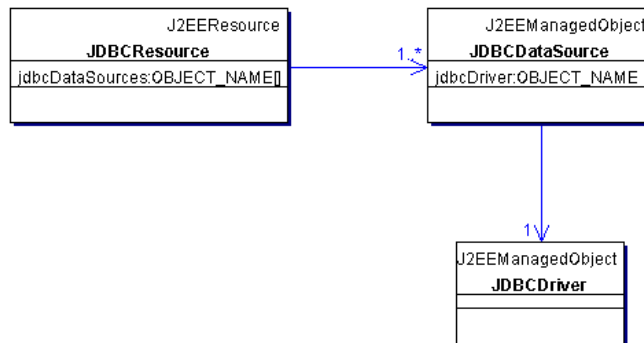 J2EEResource
JDBCResource
jdbcDataSources:OBJECT_NAME[]
1..*
J2EEManagedObject
JDBCDataSource
jdbcDriver:OBJECT_NAME
1
J2EEManagedObject
JDBCDriver